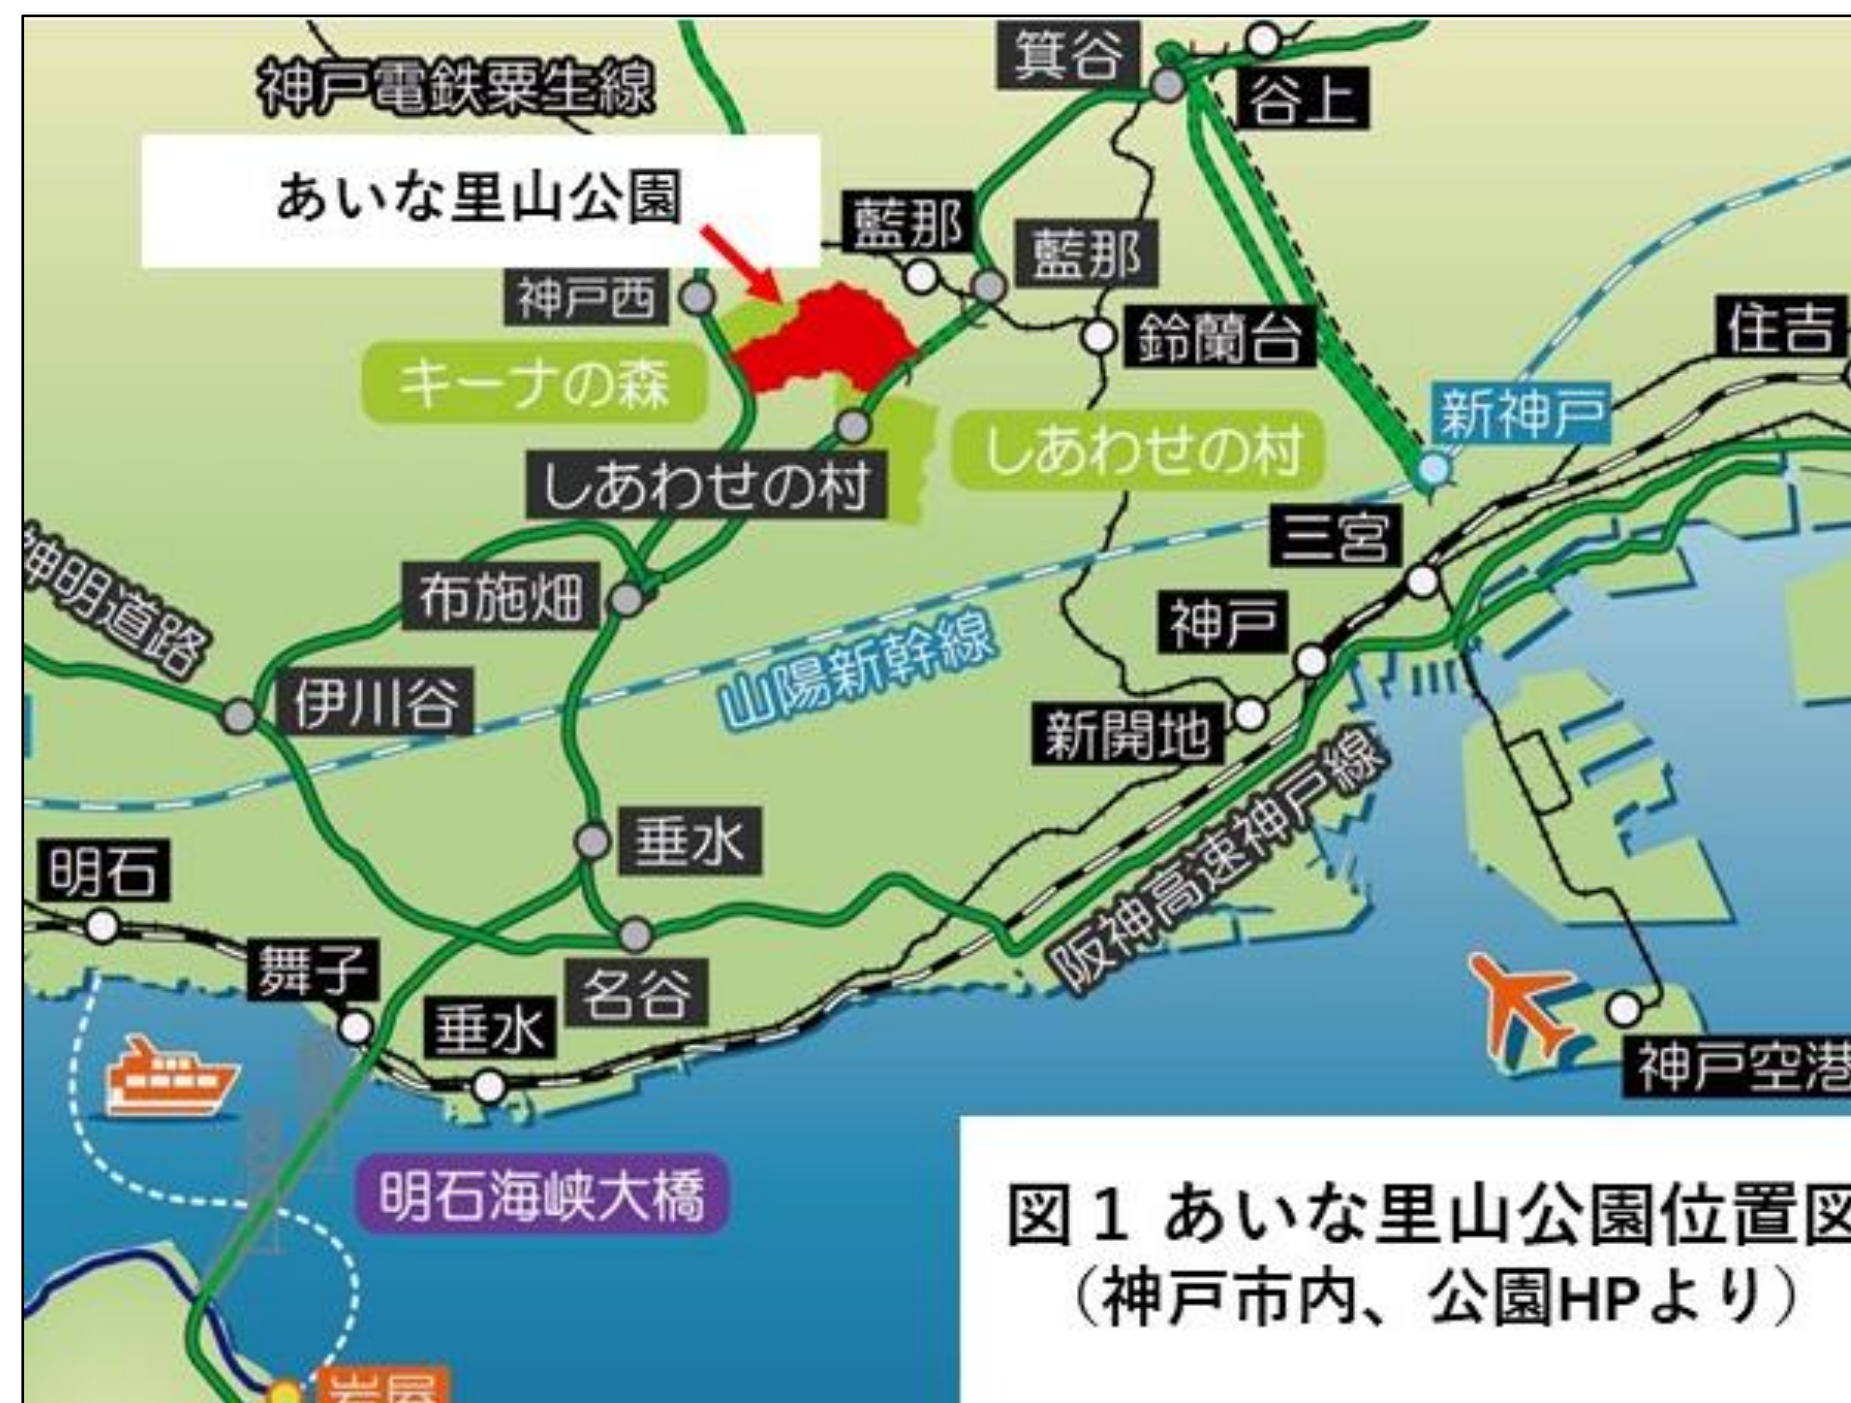 箕谷
神戸電鉄粟生線
谷上
あいな里山公園
藍那
藍那
神戸西
鈴蘭台
住吉
キーナの森
新神戸
しあわせの村
しあわせの村
三宮
神明道路
布施畑
神戸
山陽新幹線
伊川谷
新開地
阪神高速神戸線
垂水
明石
舞子
名谷
垂水
神戸空港
明石海峡大橋
図1 あいな里山公園位置図
（神戸市内、公園HPより）
岩屋